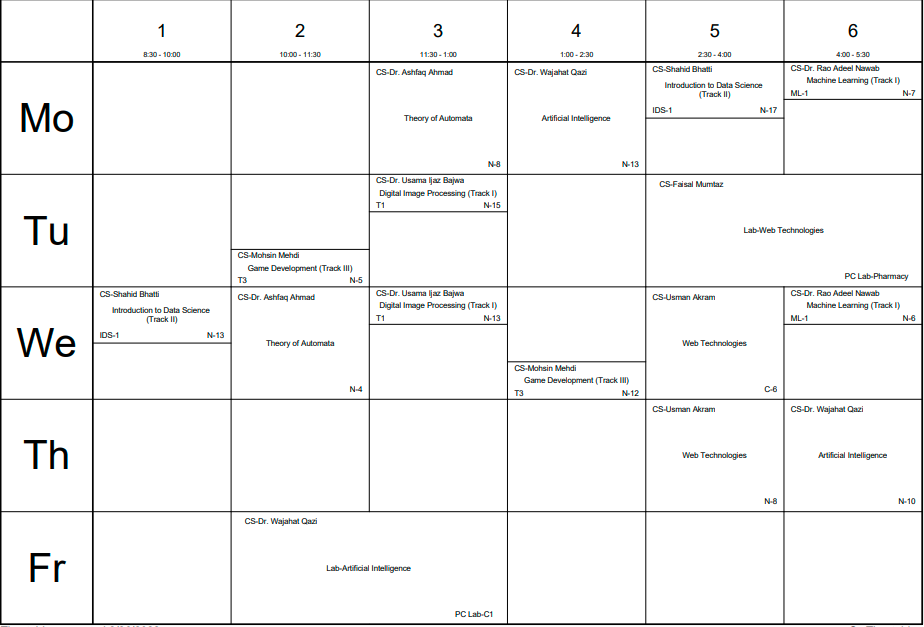 1 2 3 4 5 6
8:30 - 10:00 10:00 - 11:30 11:30 - 1:00 1:00 - 2:30 2:30 - 4:00 4:00 - 5:30
Mo
CS-Dr. Ashfaq Ahmad
Theory of Automata
N-8
CS-Dr. Wajahat Qazi
Artificial Intelligence
N-13
CS-Shahid Bhatti
Introduction to Data Science
(Track II)
IDS-1 N-17
CS-Dr. Rao Adeel Nawab
Machine Learning (Track I)
ML-1 N-7
Tu
CS-Mohsin Mehdi
Game Development (Track III)
T3 N-5
CS-Dr. Usama Ijaz Bajwa
Digital Image Processing (Track I)
T1 N-15
CS-Faisal Mumtaz
Lab-Web Technologies
PC Lab-Pharmacy
We
CS-Shahid Bhatti
Introduction to Data Science
(Track II)
IDS-1 N-13
CS-Dr. Ashfaq Ahmad
Theory of Automata
N-4
CS-Dr. Usama Ijaz Bajwa
Digital Image Processing (Track I)
T1 N-13
CS-Mohsin Mehdi
Game Development (Track III)
T3 N-12
CS-Usman Akram
Web Technologies
C-6
CS-Dr. Rao Adeel Nawab
Machine Learning (Track I)
ML-1 N-6
Th
CS-Usman Akram
Web Technologies
N-8
CS-Dr. Wajahat Qazi
Artificial Intelligence
N-10
Fr
CS-Dr. Wajahat Qazi
Lab-Artificial Intelligence
PC Lab-C1